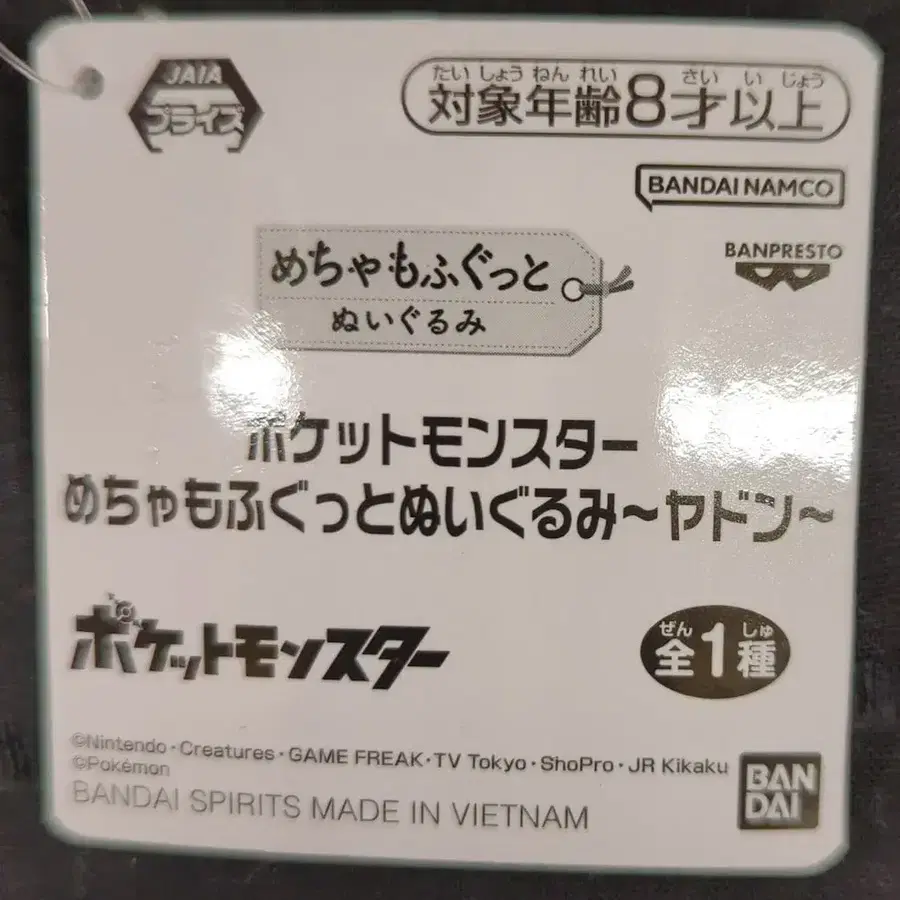 JAIA
プライズ
たいしょうねんれい さいいじょう
対象年齢8才以上
BANDAI NAMCO
BANPRESTO
めちゃもふぐっと
ぬいぐるみ
ポケットモンスター
めちゃもふぐっとぬいぐるみ～ヤドン～
ポケットモンスター
ぜん しゅ
全1種
©Nintendo・Creatures・GAME FREAK・TV Tokyo・ShoPro・JR Kikaku
©Pokémon
BANDAI SPIRITS MADE IN VIETNAM
BAN
DAI